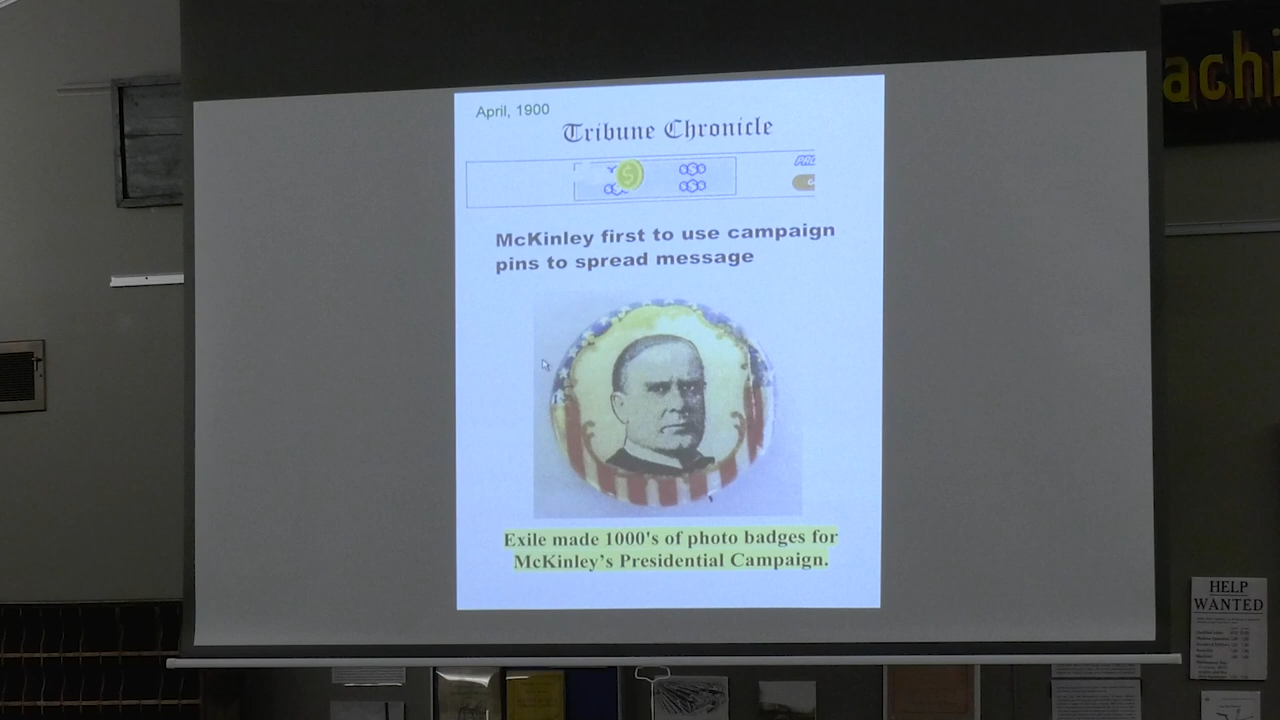 achi
April, 1900
Tribune Chronicle
McKinley first to use campaign
pins to spread message
Exile made 1000's of photo badges for
McKinley's Presidential Campaign.
HELP
WANTED